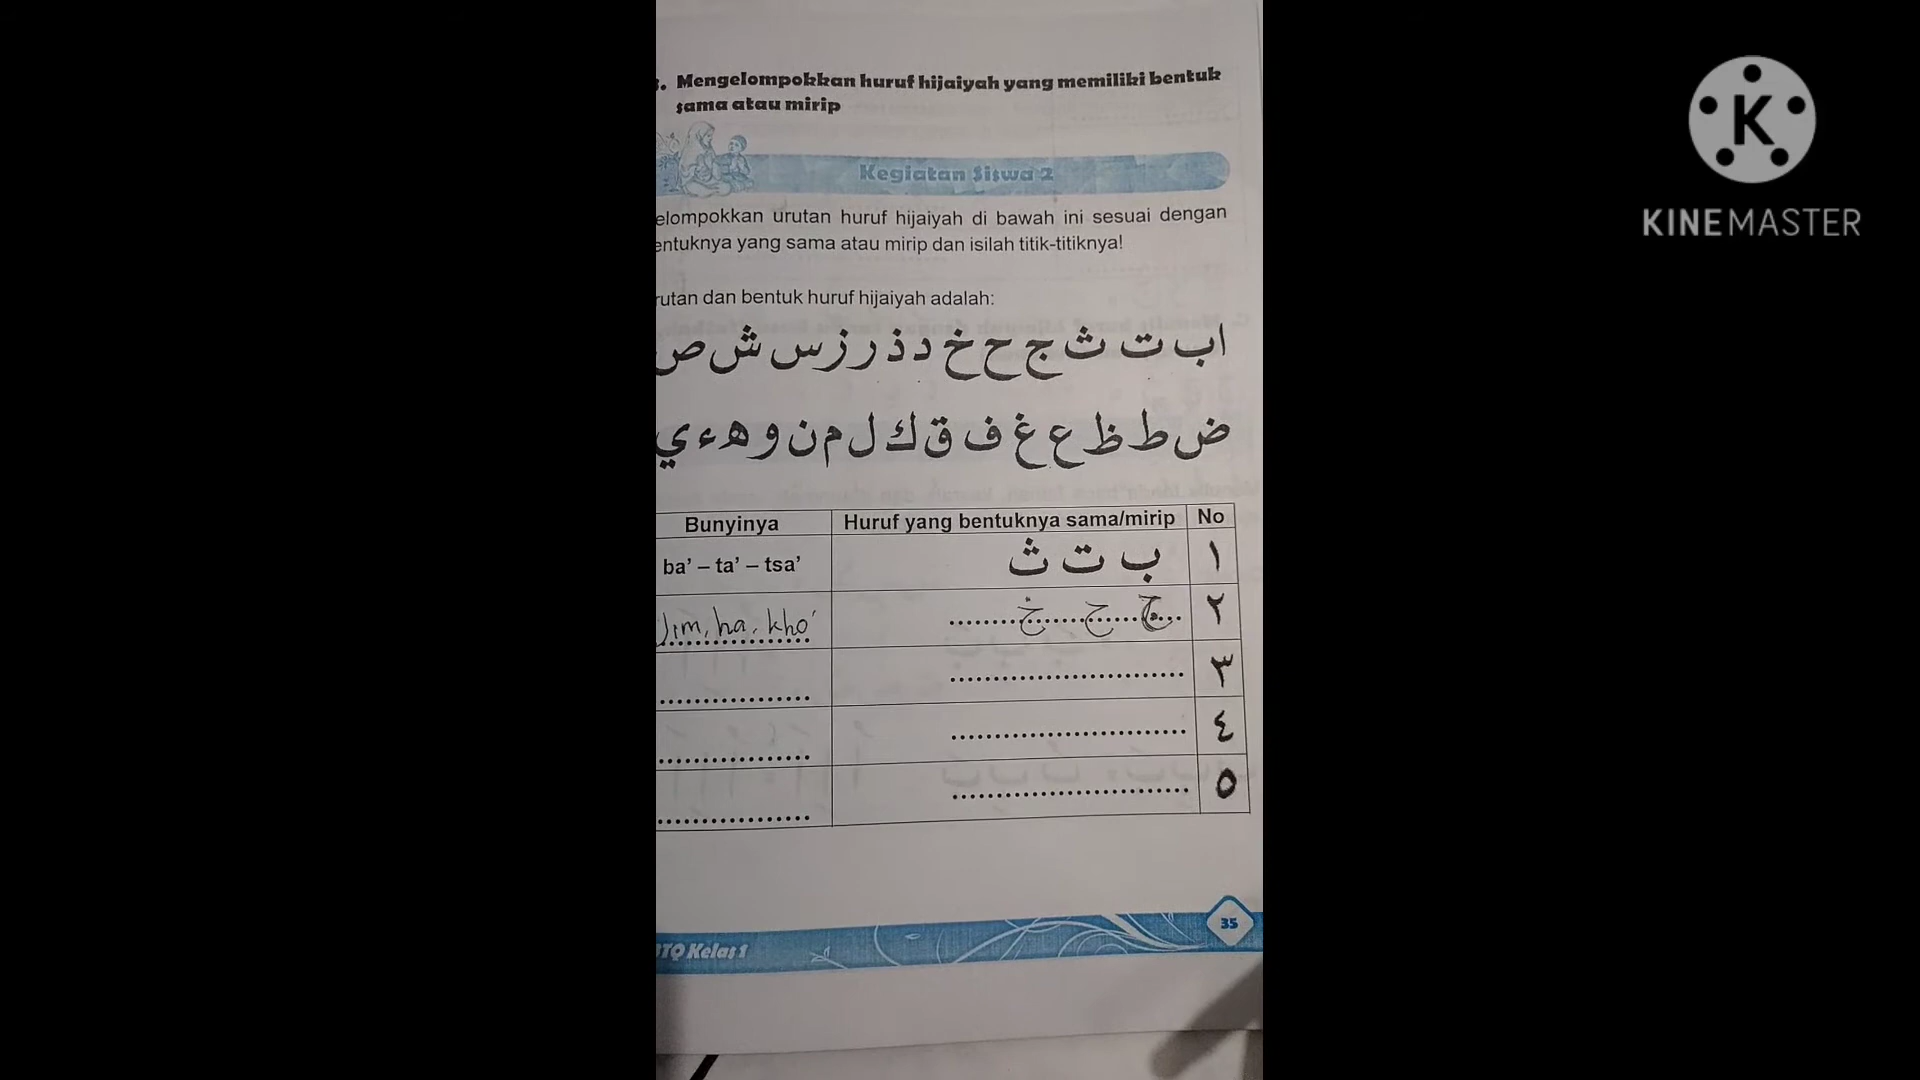 . Mengelompokkan huruf hijaiyah yang memiliki bentuk
sama atau mirip
Kegiatan Siswa 2
elompokkan urutan huruf hijaiyah di bawah ini sesuai dengan
entuknya yang sama atau mirip dan isilah titik-titiknya!
rutan dan bentuk huruf hijaiyah adalah:
ا ب ت ث ج ح خ د ذ ر ز س ش ص
ض ط ظ ع غ ف ق ك ل م ن و ه ء ي
Bunyinya Huruf yang bentuknya sama/mirip No
ba’ – ta’ – tsa’ ب ت ث ١
Jim, ha, kho' ج ح خ ٢
٣
٤
٥
35
BTQ Kelas 1
KINEMASTER